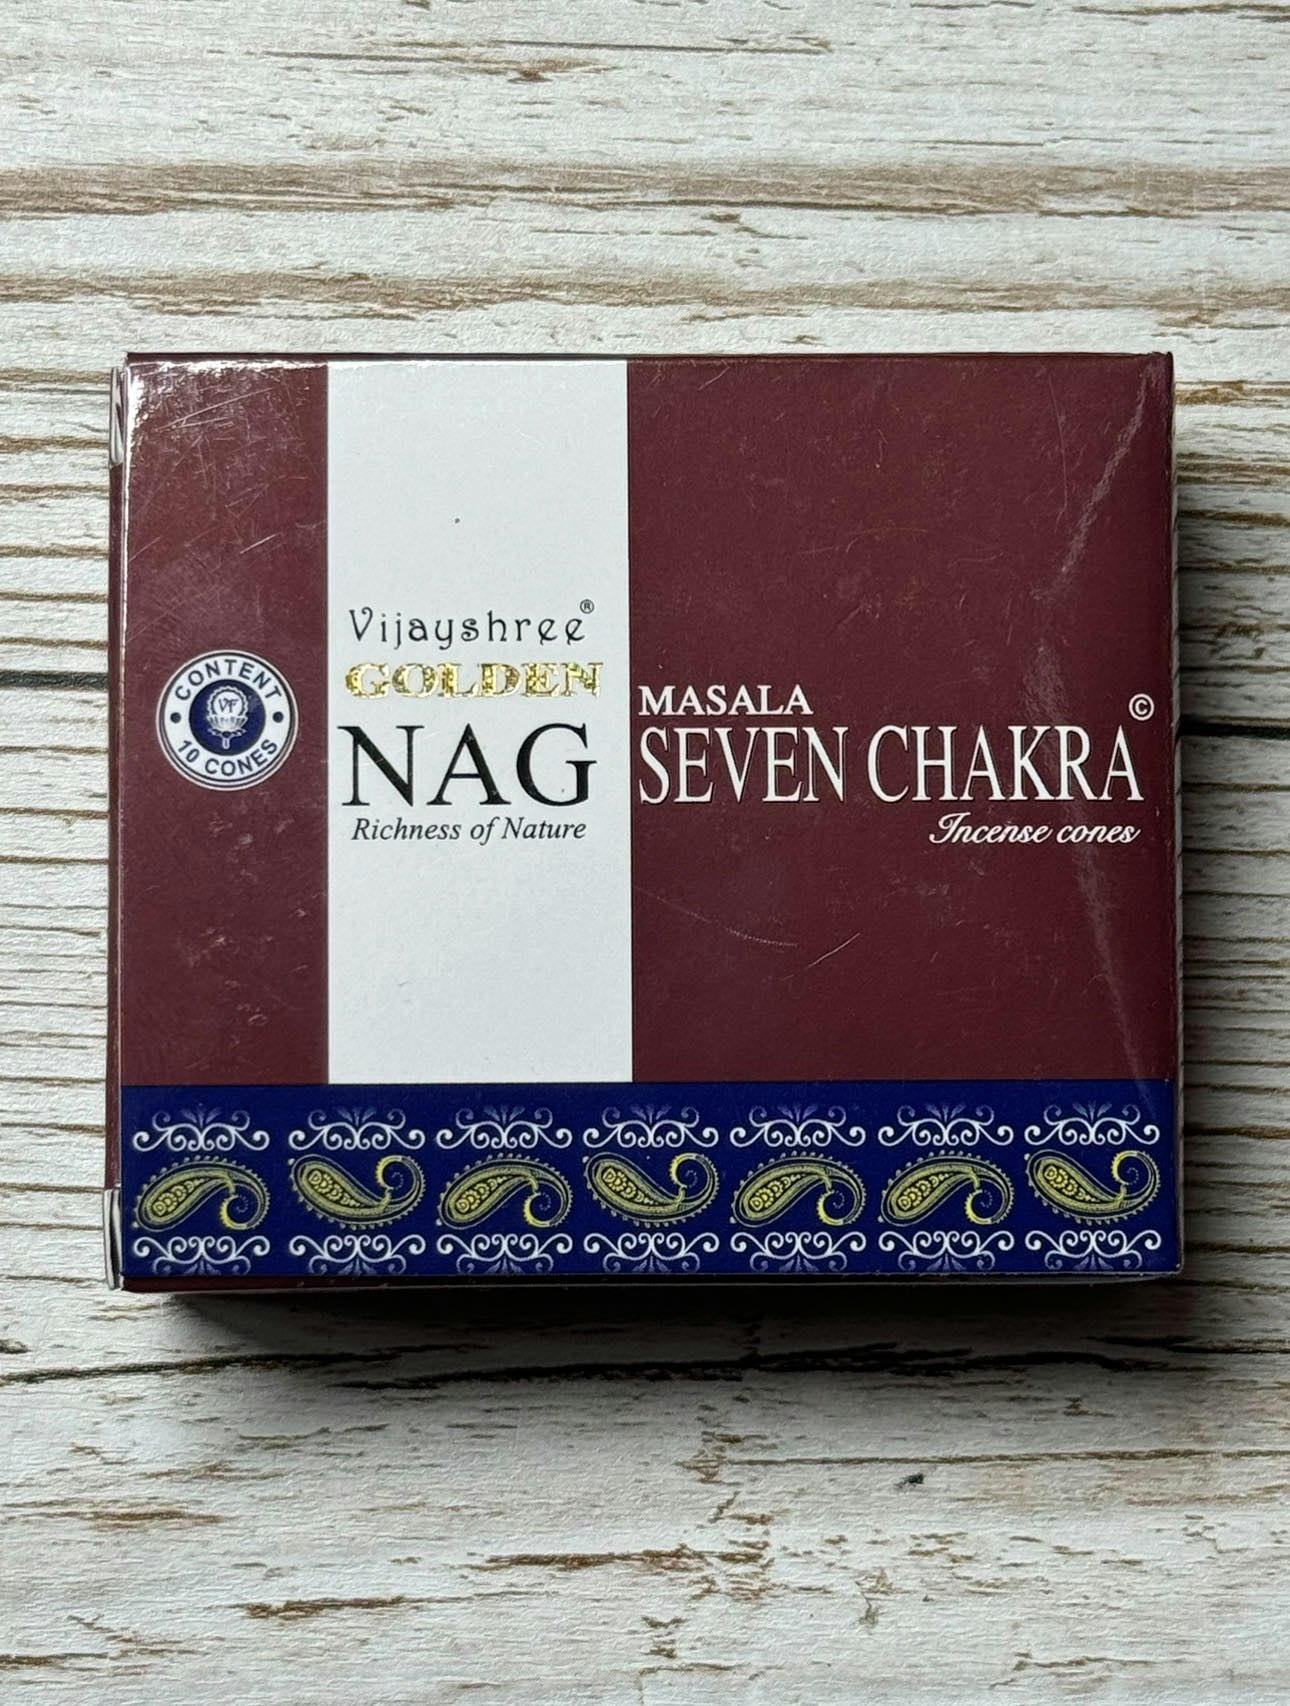 CONTENT
VF
10 CONES
Vijayshree®
GOLDEN
NAG
Richness of Nature
MASALA
SEVEN CHAKRA©
Incense cones